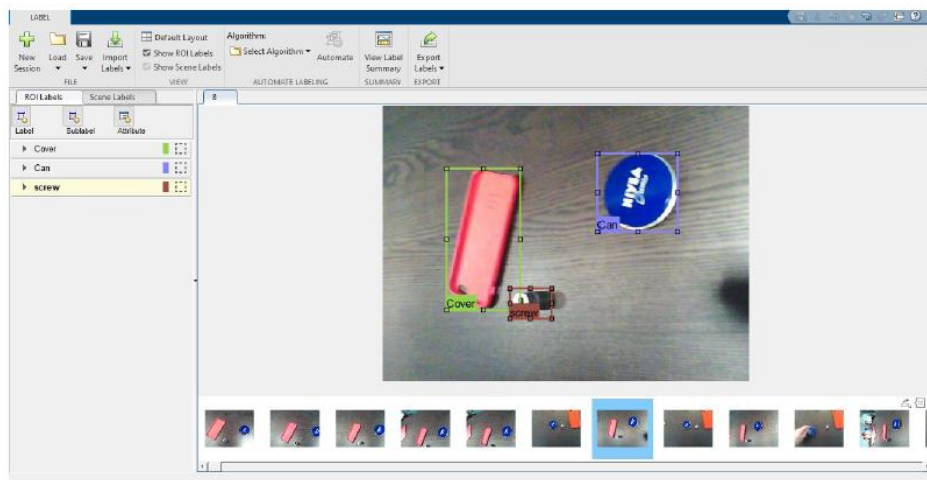 LABEL
New Session
Load
Save
Import Labels
FILE
Default Layout
Show ROI Labels
Show Scene Labels
VIEW
Algorithm:
Select Algorithm
Automate
AUTOMATE LABELING
View Label Summary
SUMMARY
Export Labels
EXPORT
ROI Labels
Scene Labels
8
Label
Sublabel
Attribute
Cover
Can
screw
NIVEA
Can
Cover
screw